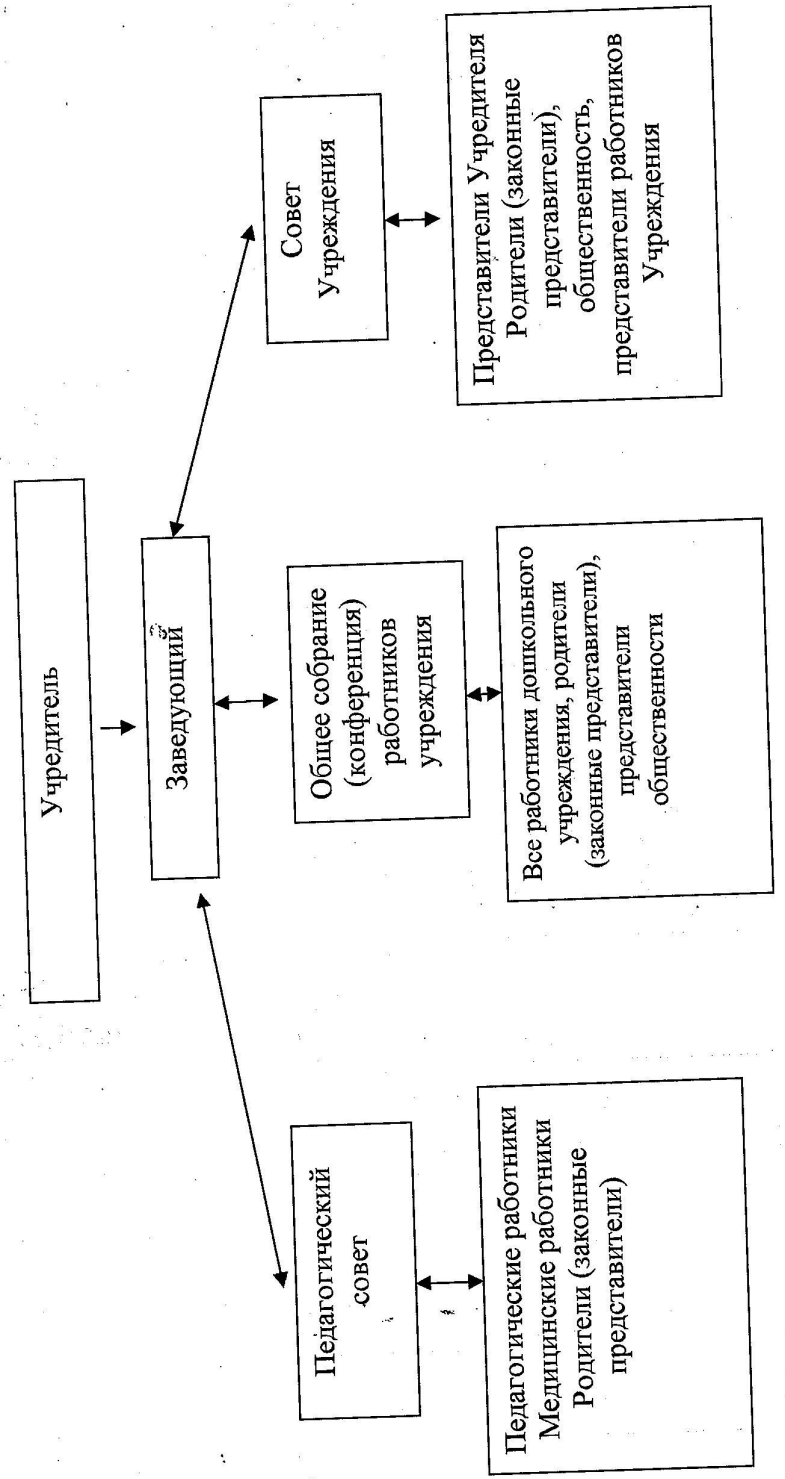 Учредитель
Заведующий
Педагогический
совет
Общее собрание
(конференция)
работников
учреждения
Совет
Учреждения
Педагогические работники
Медицинские работники
Родители (законные
представители)
Все работники дошкольного
учреждения, родители
(законные представители),
представители
общественности
Представители Учредителя
Родители (законные
представители),
общественность,
представители работников
Учреждения